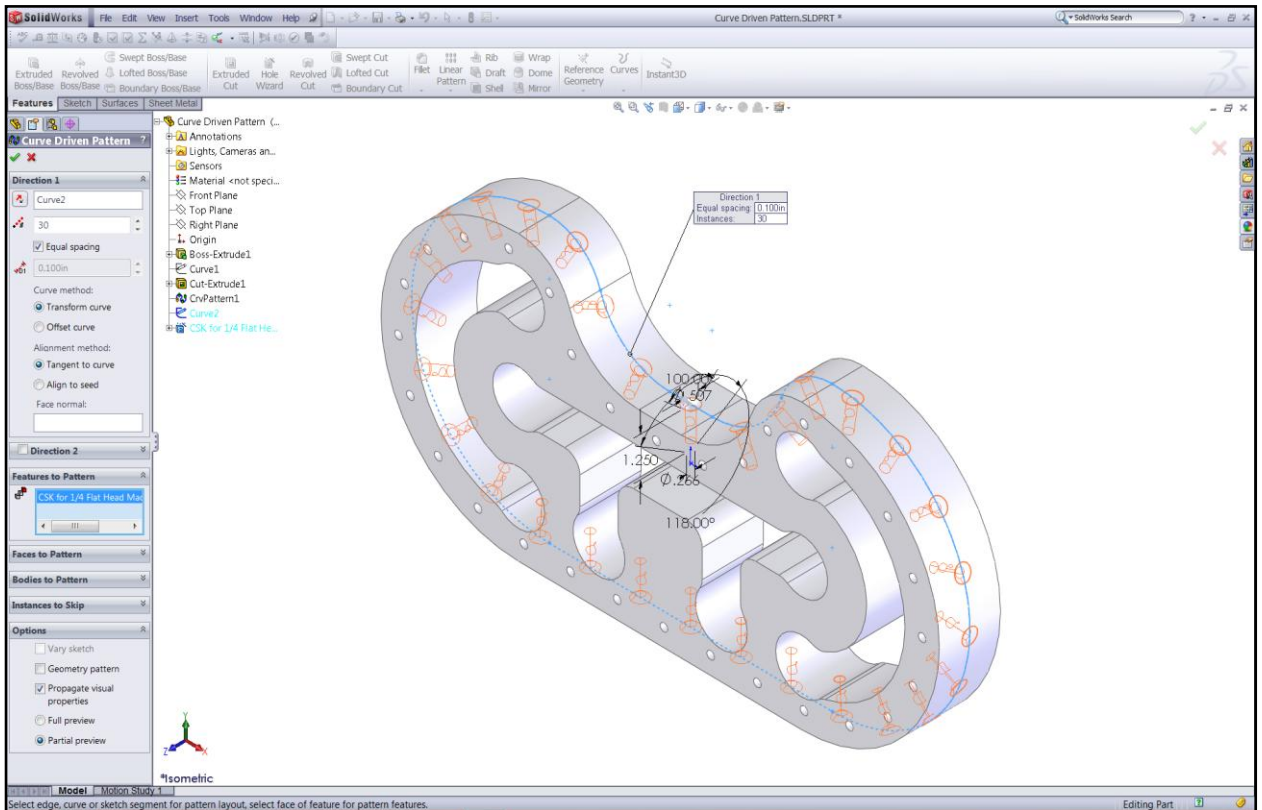 SolidWorks File Edit View Insert Tools Window Help Curve Driven Pattern.SLDPRT * SolidWorks Search
Extruded Boss/Base Revolved Boss/Base Swept Boss/Base Lofted Boss/Base Boundary Boss/Base Extruded Cut Hole Wizard Revolved Cut Swept Cut Lofted Cut Boundary Cut Fillet Linear Pattern Rib Draft Shell Wrap Dome Mirror Reference Geometry Curves Instant3D
Features Sketch Surfaces Sheet Metal
Curve Driven Pattern ?
Direction 1
Curve2
30
Equal spacing
0.100in
Curve method:
Transform curve
Offset curve
Alignment method:
Tangent to curve
Align to seed
Face normal:
Direction 2
Features to Pattern
CSK for 1/4 Flat Head Mac
Faces to Pattern
Bodies to Pattern
Instances to Skip
Options
Vary sketch
Geometry pattern
Propagate visual
properties
Full preview
Partial preview
Curve Driven Pattern (...
Annotations
Lights, Cameras an...
Sensors
Material <not speci...
Front Plane
Top Plane
Right Plane
Origin
Boss-Extrude1
Curve1
Cut-Extrude1
CrvPattern1
Curve2
CSK for 1/4 Flat He...
Direction 1
Equal spacing: 0.100in
Instances: 30
100.00°
Ø.507
1.250
Ø.266
118.00°
Y
Z X
*Isometric
Model Motion Study 1
Select edge, curve or sketch segment for pattern layout, select face of feature for pattern features. Editing Part